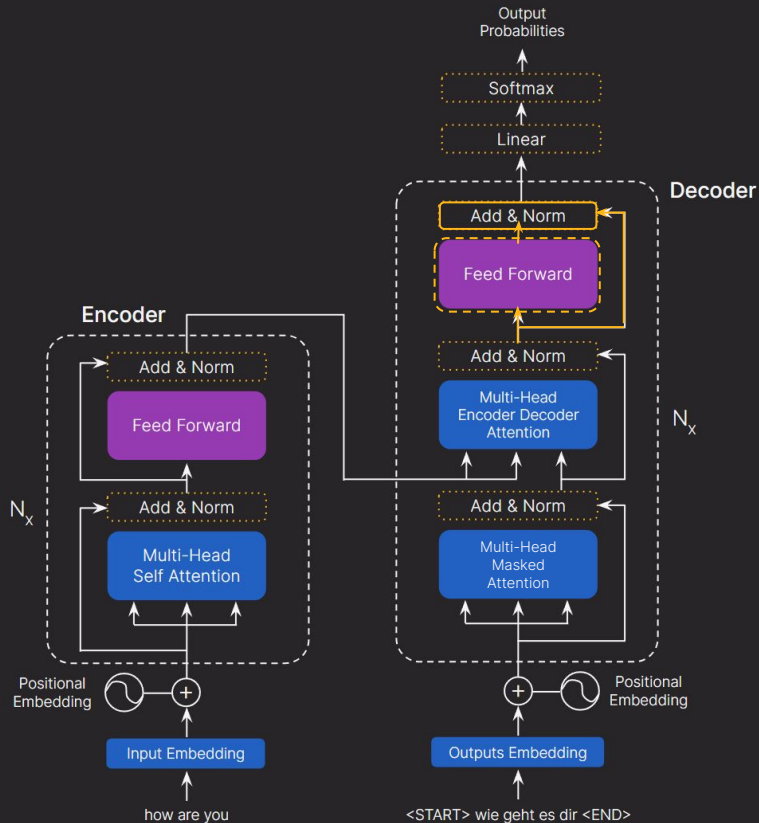 Output
Probabilities
Softmax
Linear
Decoder
Add & Norm
Feed Forward
Add & Norm
Multi-Head
Encoder Decoder
Attention
Nx
Add & Norm
Multi-Head
Masked
Attention
Positional
Embedding
+
Outputs Embedding
<START> wie geht es dir <END>
Encoder
Add & Norm
Feed Forward
Nx
Add & Norm
Multi-Head
Self Attention
Positional
Embedding
+
Input Embedding
how are you